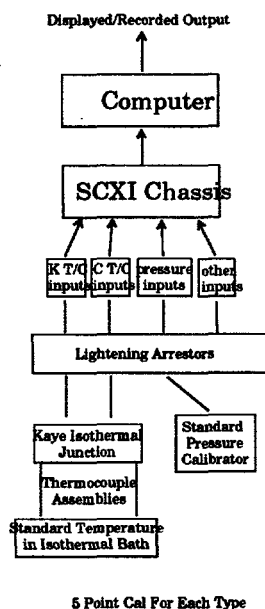 Displayed/Recorded Output
Computer
SCXI Chassis
K T/C
inputs
C T/C
inputs
pressure
inputs
other
inputs
Lightening Arrestors
Kaye Isothermal
Junction
Standard
Pressure
Calibrator
Thermocouple
Assemblies
Standard Temperature
in Isothermal Bath
5 Point Cal For Each Type